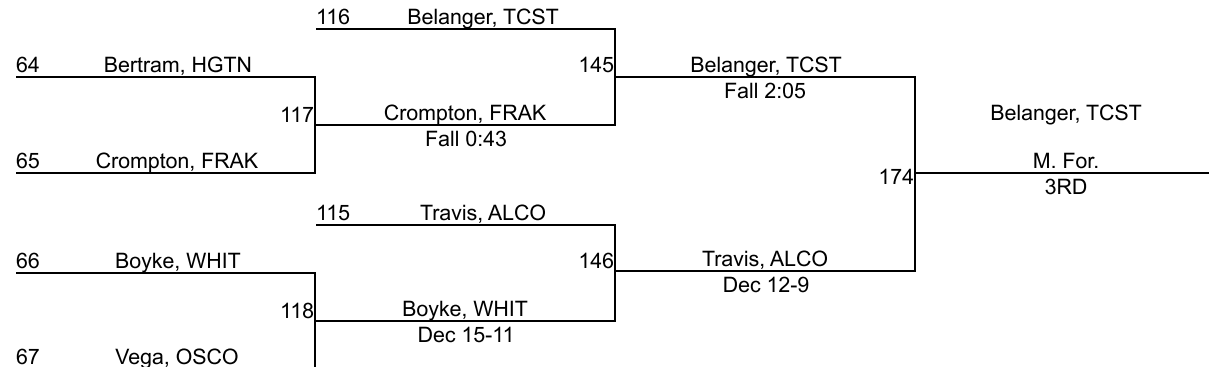 116 Belanger, TCST
64 Bertram, HGTN
145 Belanger, TCST
Fall 2:05
117 Crompton, FRAK
Fall 0:43
Belanger, TCST
65 Crompton, FRAK
M. For.
174
3RD
115 Travis, ALCO
66 Boyke, WHIT
146 Travis, ALCO
Dec 12-9
118 Boyke, WHIT
Dec 15-11
67 Vega, OSCO